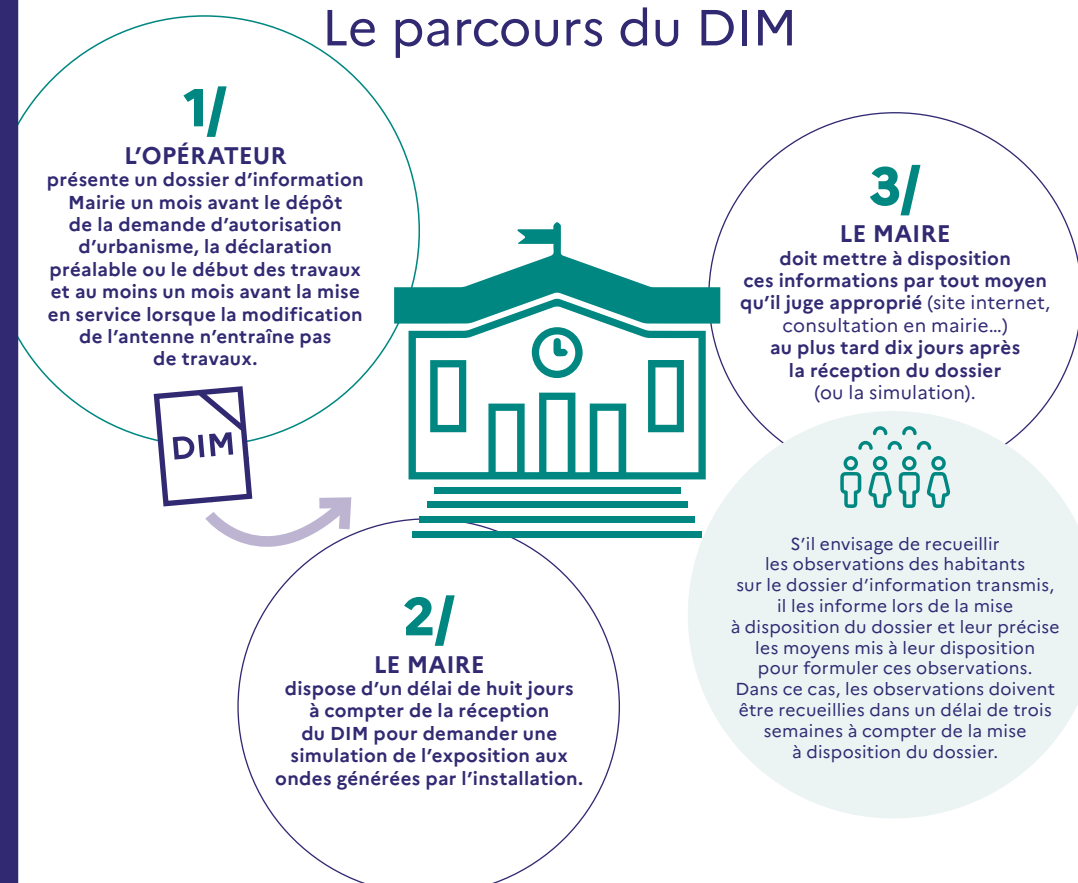 Le parcours du DIM
1/
L'OPÉRATEUR
présente un dossier d'information
Mairie un mois avant le dépôt
de la demande d'autorisation
d'urbanisme, la déclaration
préalable ou le début des travaux
et au moins un mois avant la mise
en service lorsque la modification
de l'antenne n'entraîne pas
de travaux.
DIM
2/
LE MAIRE
dispose d'un délai de huit jours
à compter de la réception
du DIM pour demander une
simulation de l'exposition aux
ondes générées par l'installation.
3/
LE MAIRE
doit mettre à disposition
ces informations par tout moyen
qu'il juge approprié (site internet,
consultation en mairie…)
au plus tard dix jours après
la réception du dossier
(ou la simulation).
S'il envisage de recueillir
les observations des habitants
sur le dossier d'information transmis,
il les informe lors de la mise
à disposition du dossier et leur précise
les moyens mis à leur disposition
pour formuler ces observations.
Dans ce cas, les observations doivent
être recueillies dans un délai de trois
semaines à compter de la mise
à disposition du dossier.